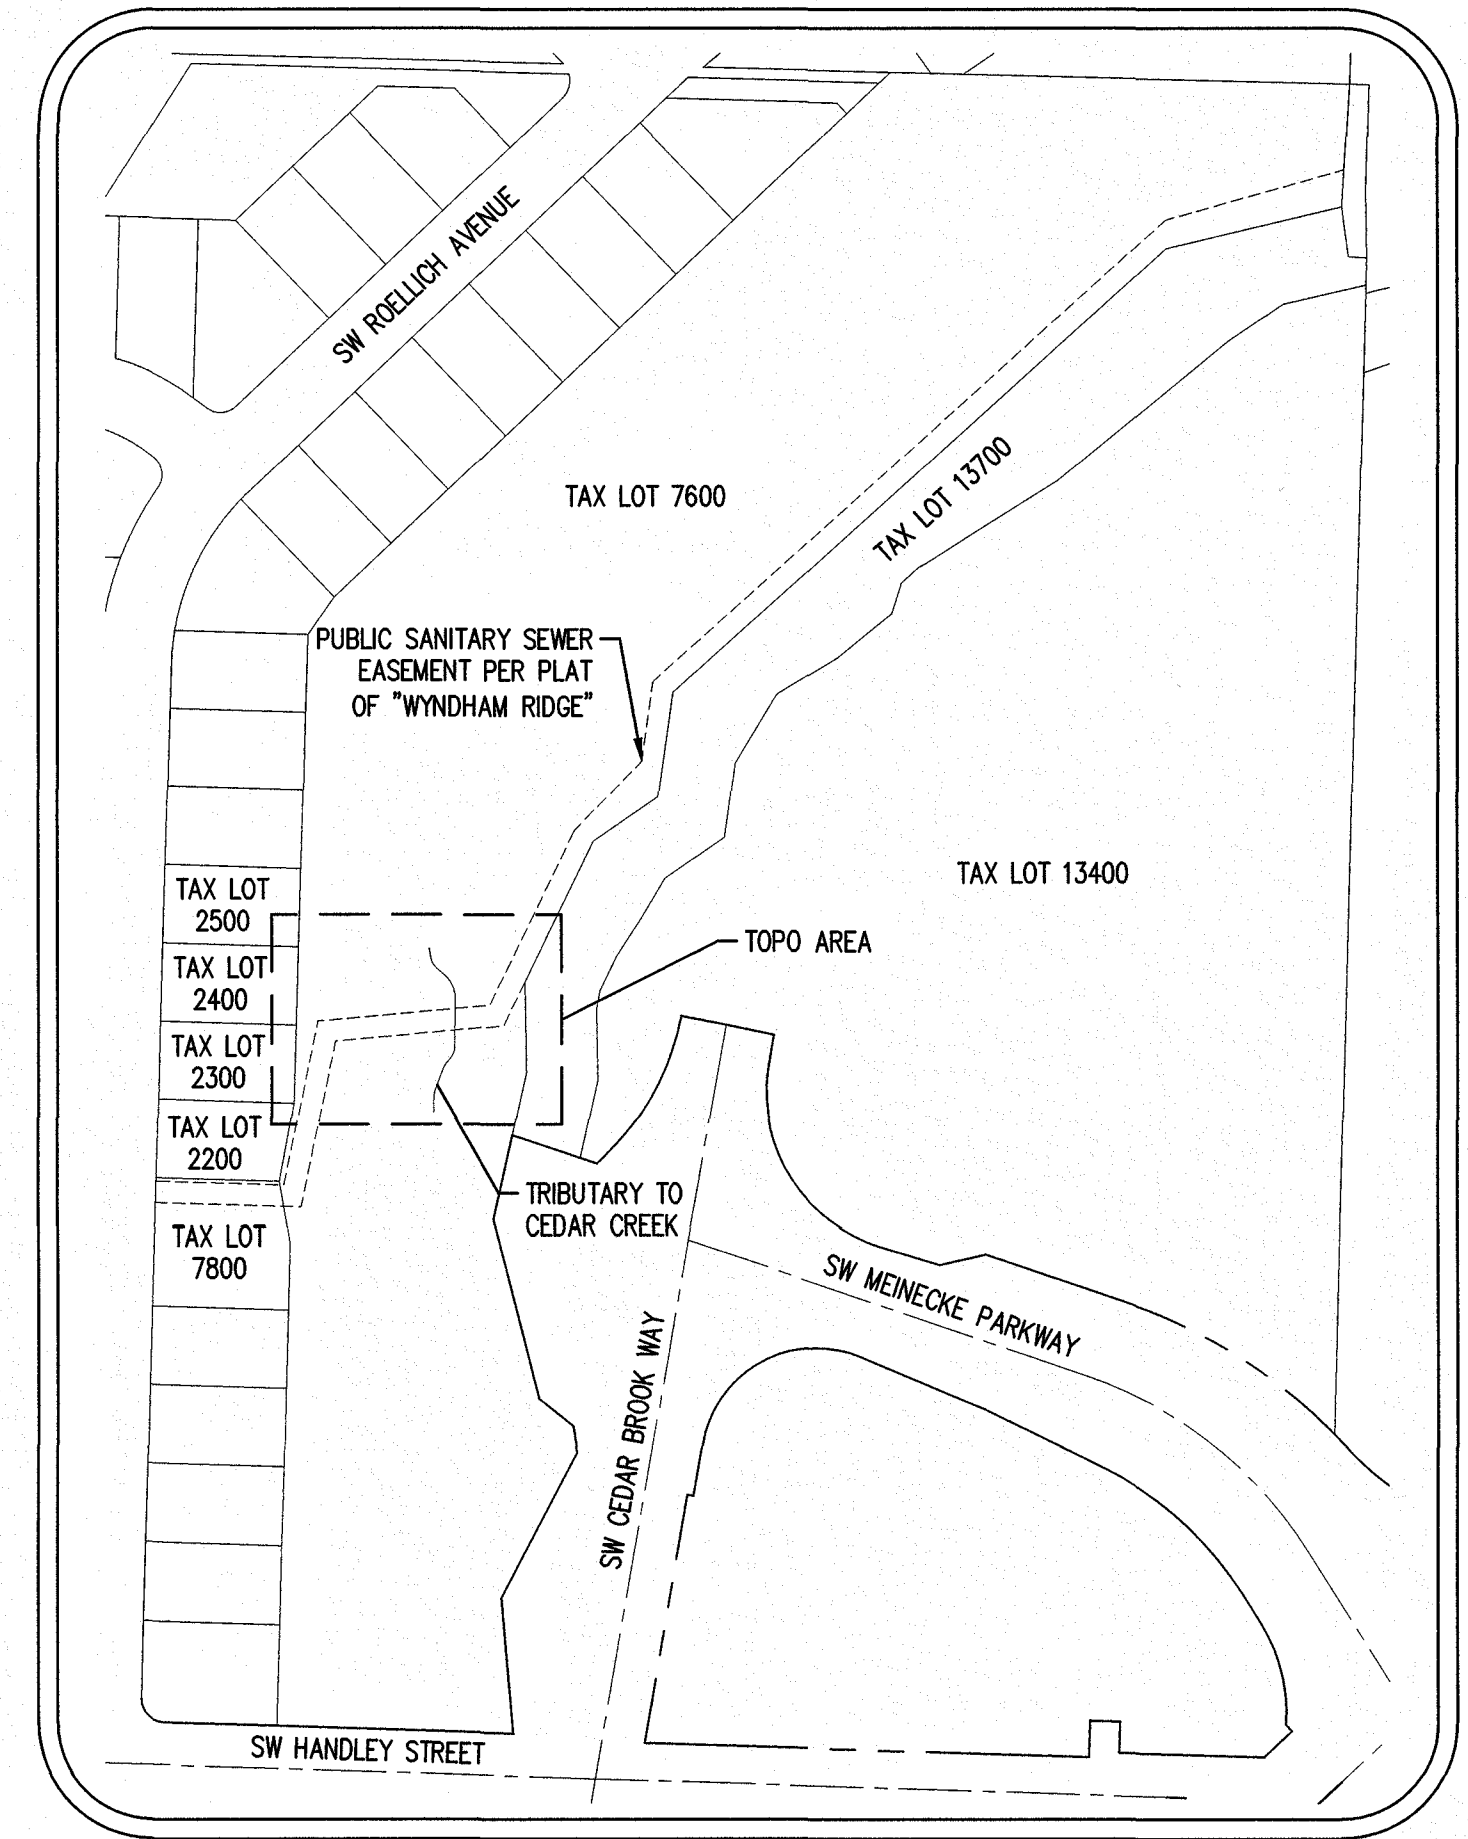 SW ROELLICH AVENUE
TAX LOT 7600
TAX LOT 13700
PUBLIC SANITARY SEWER
EASEMENT PER PLAT
OF "WYNDHAM RIDGE"
TAX LOT 13400
TAX LOT
2500
TOPO AREA
TAX LOT
2400
TAX LOT
2300
TAX LOT
2200
TRIBUTARY TO
CEDAR CREEK
TAX LOT
7800
SW MEINECKE PARKWAY
SW CEDAR BROOK WAY
SW HANDLEY STREET